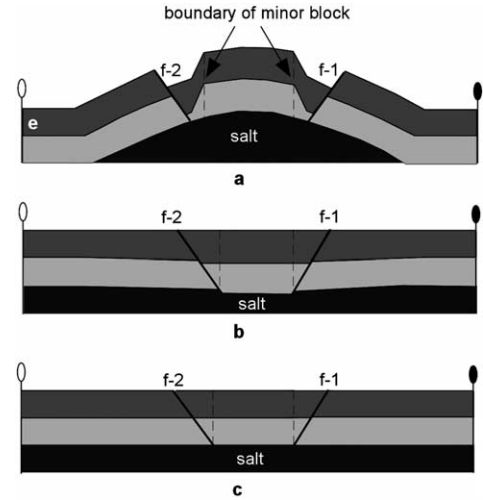 boundary of minor block
f-2 f-1
e
salt
a
f-2 f-1
salt
b
f-2 f-1
salt
c